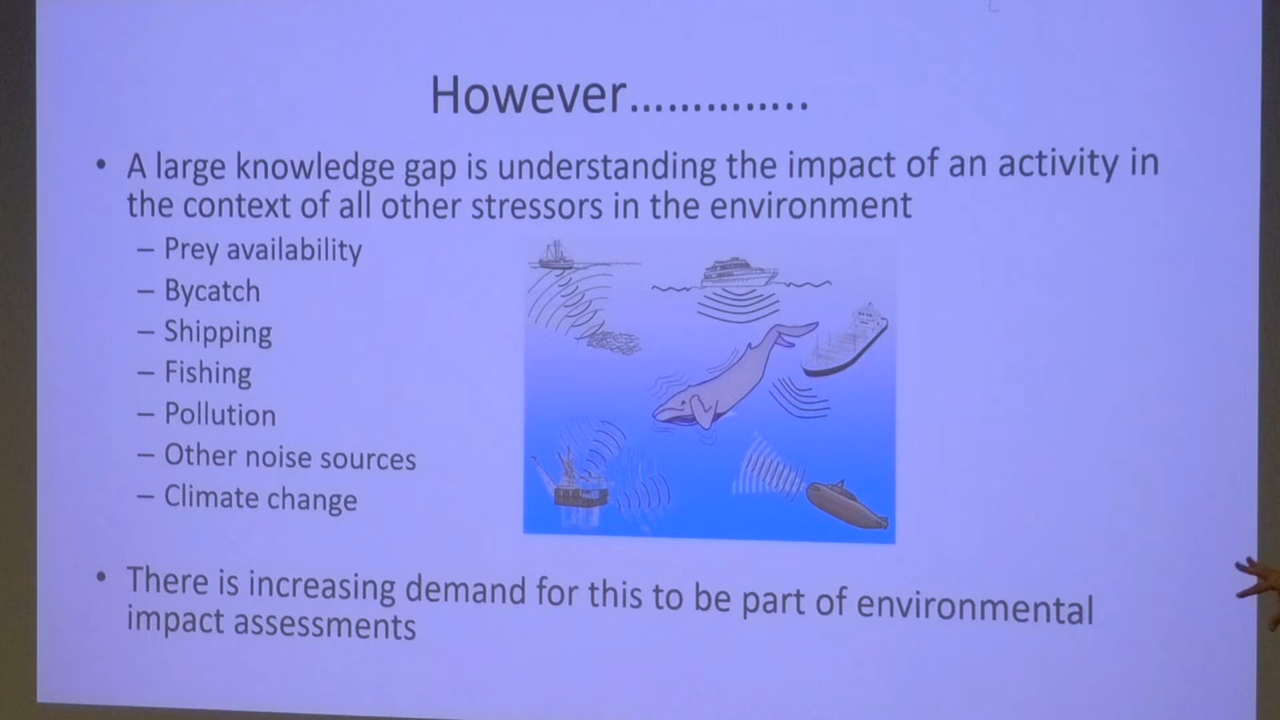 However..............
• A large knowledge gap is understanding the impact of an activity in
the context of all other stressors in the environment
– Prey availability
– Bycatch
– Shipping
– Fishing
– Pollution
– Other noise sources
– Climate change
• There is increasing demand for this to be part of environmental
impact assessments